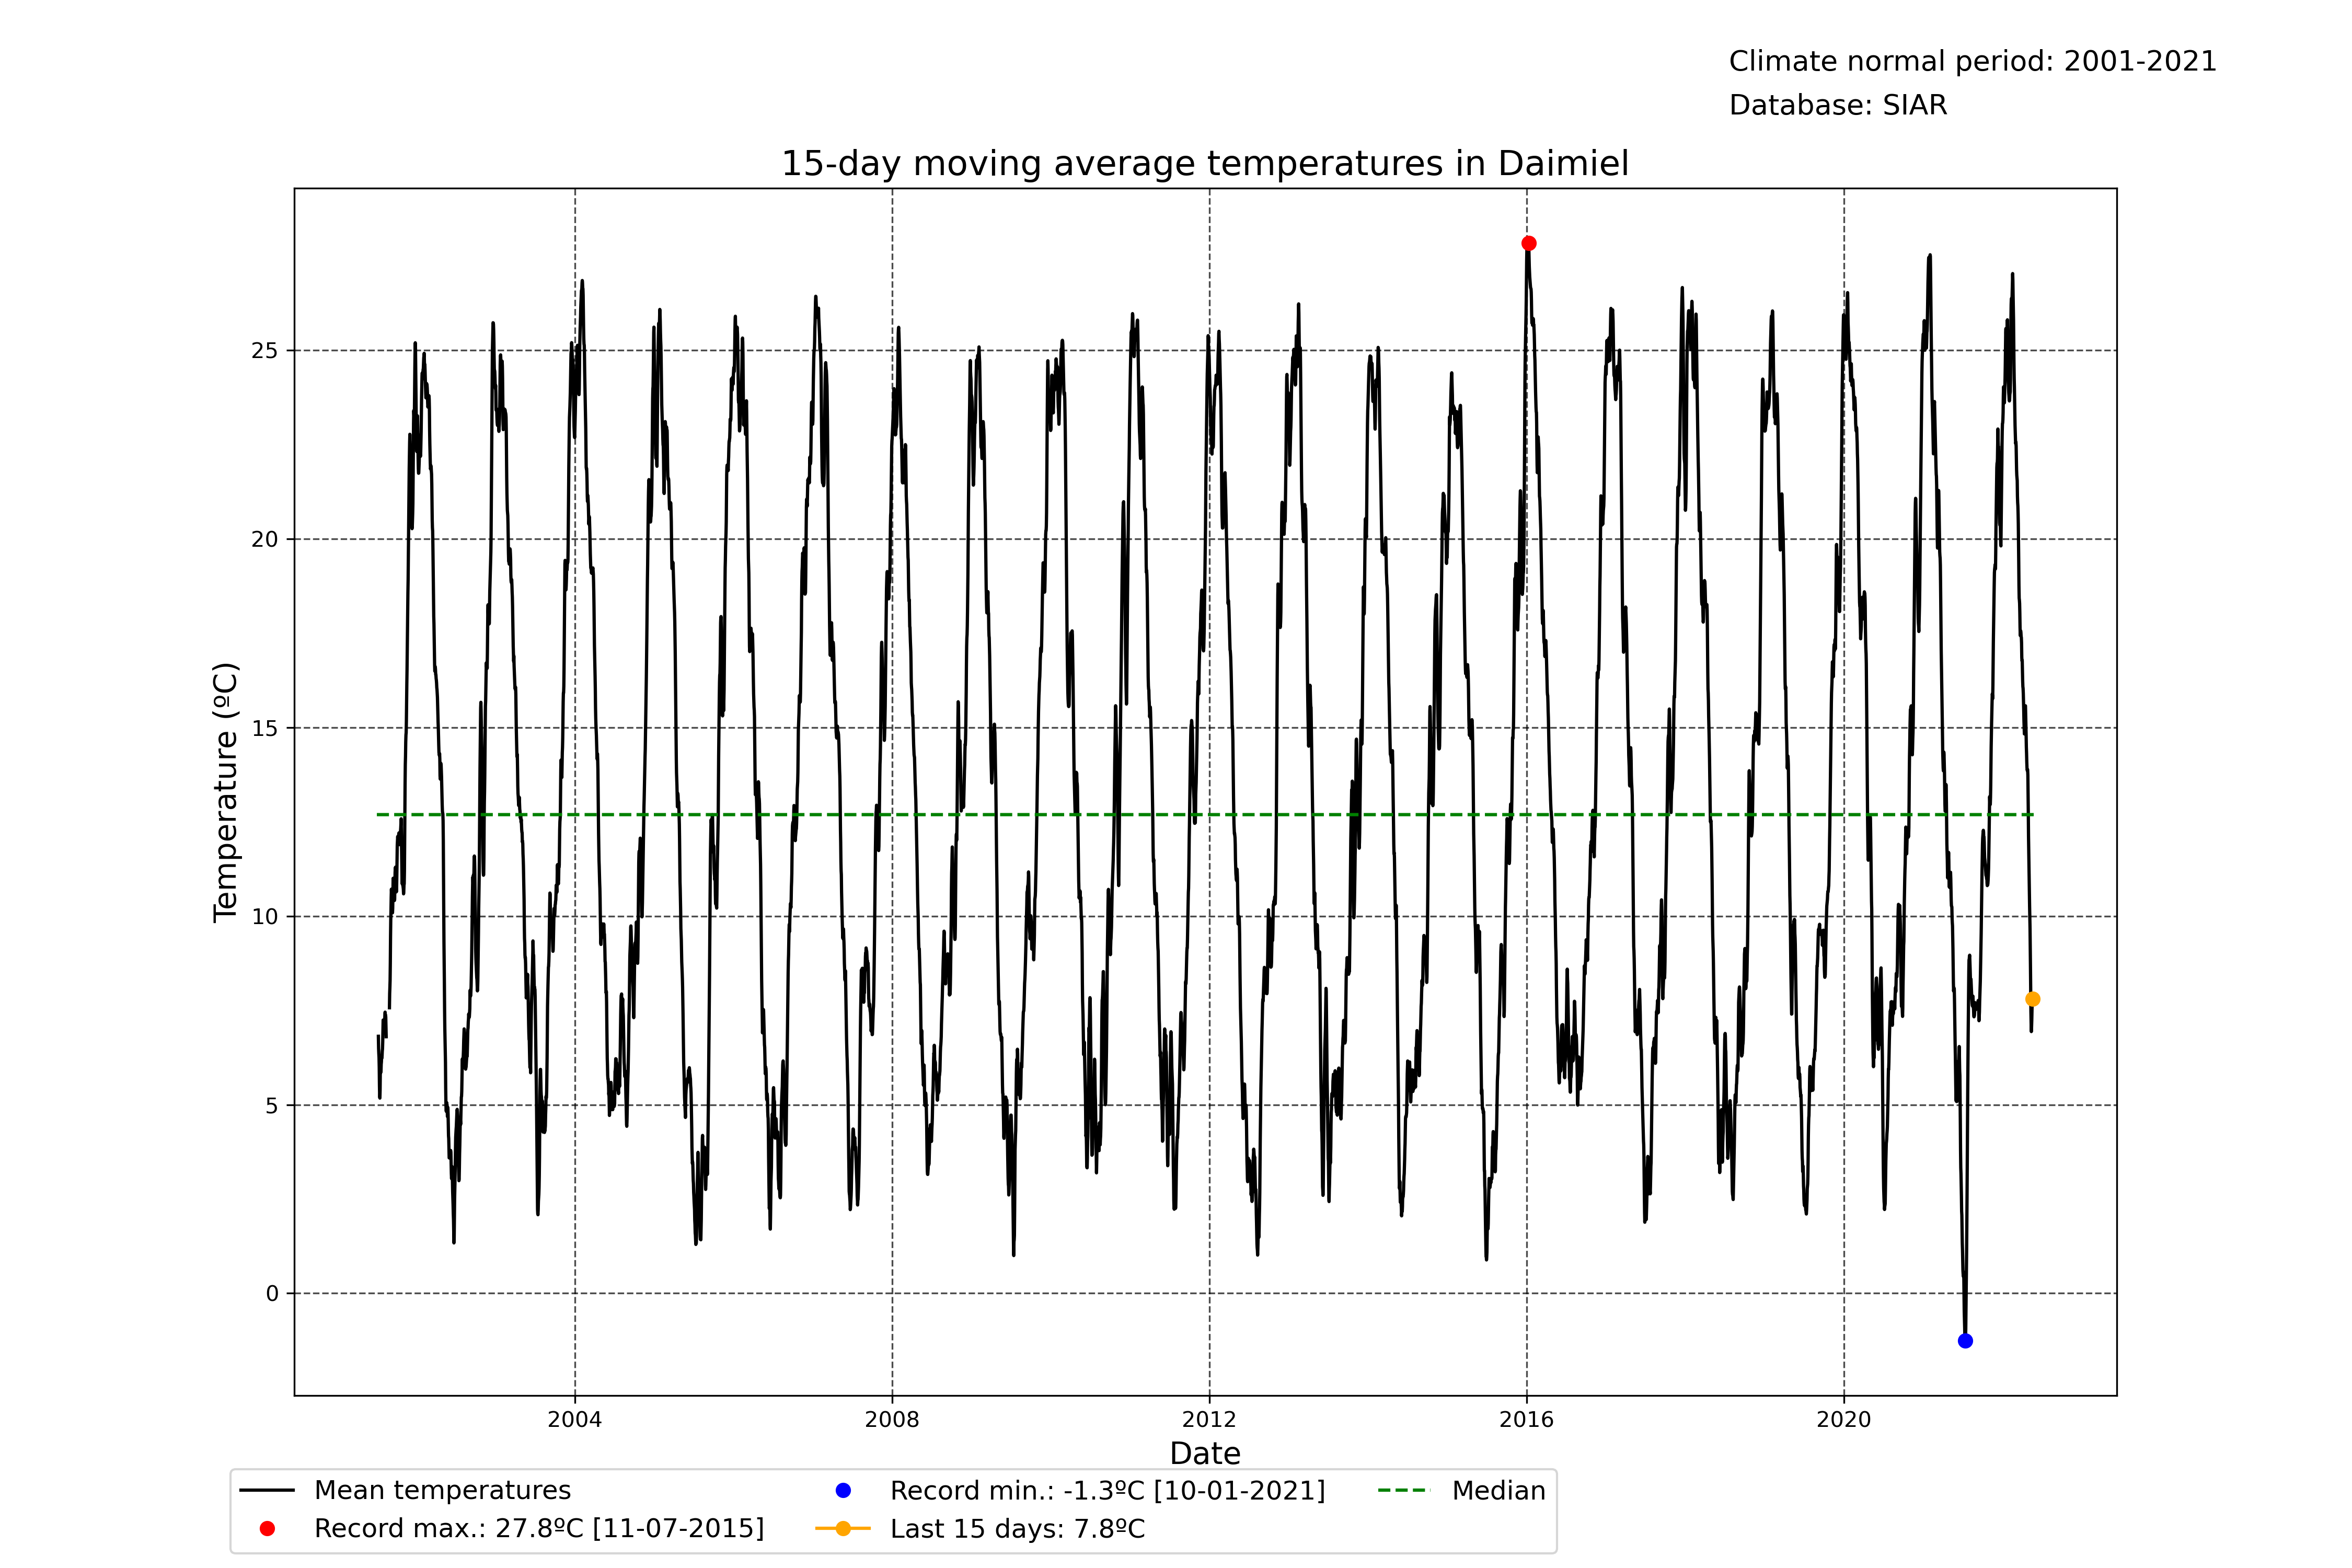 Climate normal period: 2001-2021
Database: SIAR
15-day moving average temperatures in Daimiel
Temperature (ºC)
25
20
15
10
5
0
2004
2008
2012
2016
2020
Date
Mean temperatures
Record max.: 27.8ºC [11-07-2015]
Record min.: -1.3ºC [10-01-2021]
Last 15 days: 7.8ºC
Median